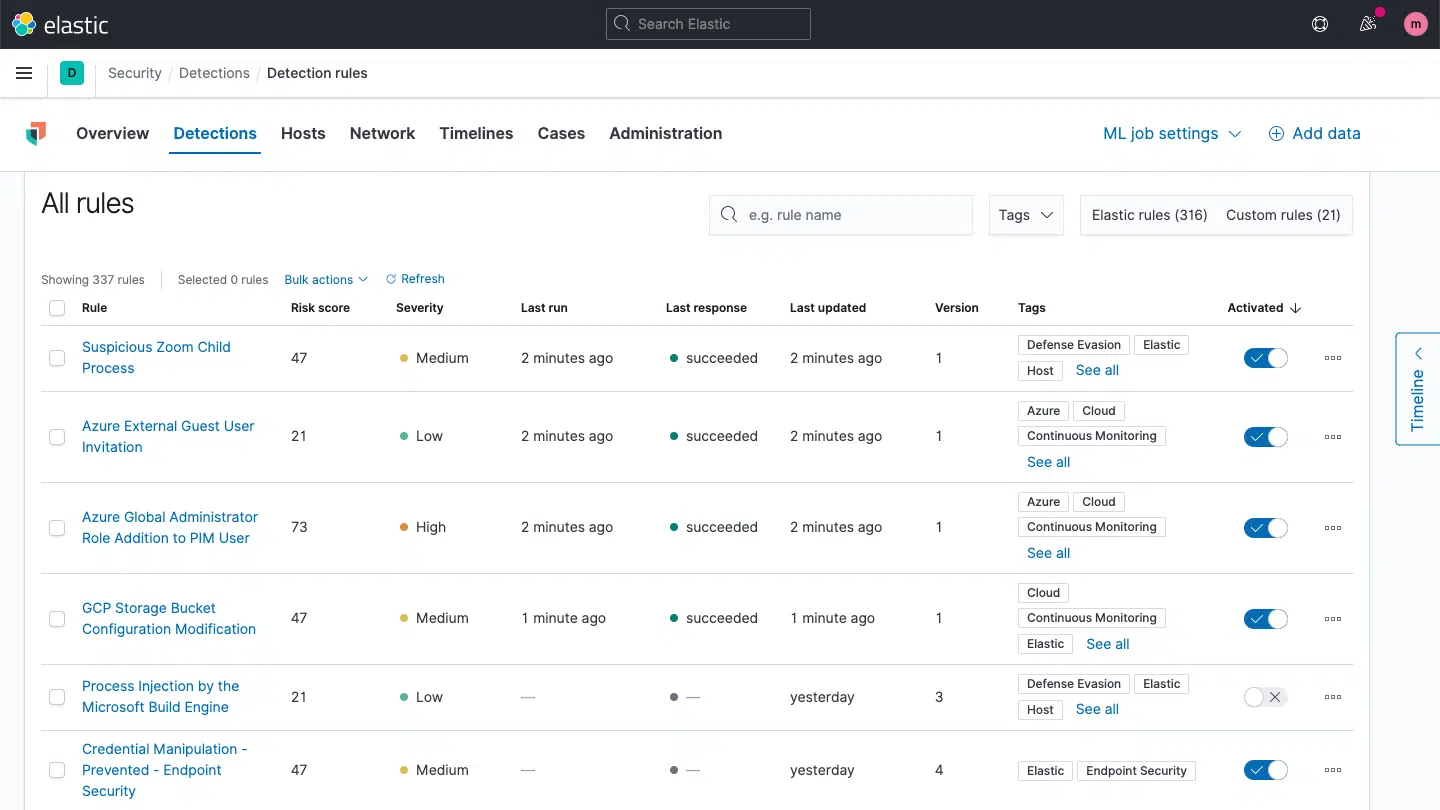 elastic
Search Elastic
m
D
Security / Detections / Detection rules
Overview Detections Hosts Network Timelines Cases Administration
ML job settings Add data
All rules
e.g. rule name
Tags
Elastic rules (316) Custom rules (21)
Showing 337 rules Selected 0 rules Bulk actions Refresh
Rule Risk score Severity Last run Last response Last updated Version Tags Activated
Suspicious Zoom Child
Process
47 Medium 2 minutes ago succeeded 2 minutes ago 1
Defense Evasion Elastic
Host See all
Azure External Guest User
Invitation
21 Low 2 minutes ago succeeded 2 minutes ago 1
Azure Cloud
Continuous Monitoring
See all
Azure Global Administrator
Role Addition to PIM User
73 High 2 minutes ago succeeded 2 minutes ago 1
Azure Cloud
Continuous Monitoring
See all
GCP Storage Bucket
Configuration Modification
47 Medium 1 minute ago succeeded 1 minute ago 1
Cloud
Continuous Monitoring
Elastic See all
Process Injection by the
Microsoft Build Engine
21 Low — — yesterday 3
Defense Evasion Elastic
Host See all
Credential Manipulation -
Prevented - Endpoint
Security
47 Medium — — yesterday 4
Elastic Endpoint Security
Timeline